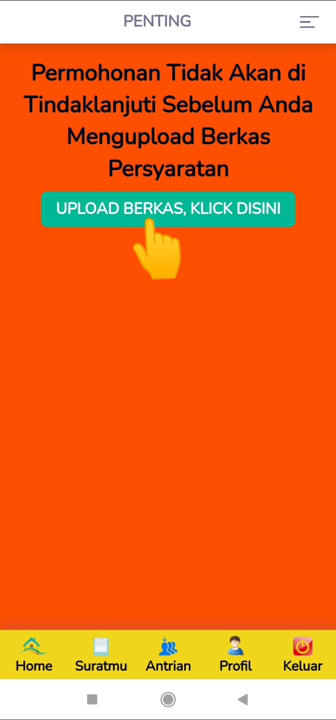 PENTING
Permohonan Tidak Akan di
Tindaklanjuti Sebelum Anda
Mengupload Berkas
Persyaratan
UPLOAD BERKAS, KLICK DISINI
Home Suratmu Antrian Profil Keluar